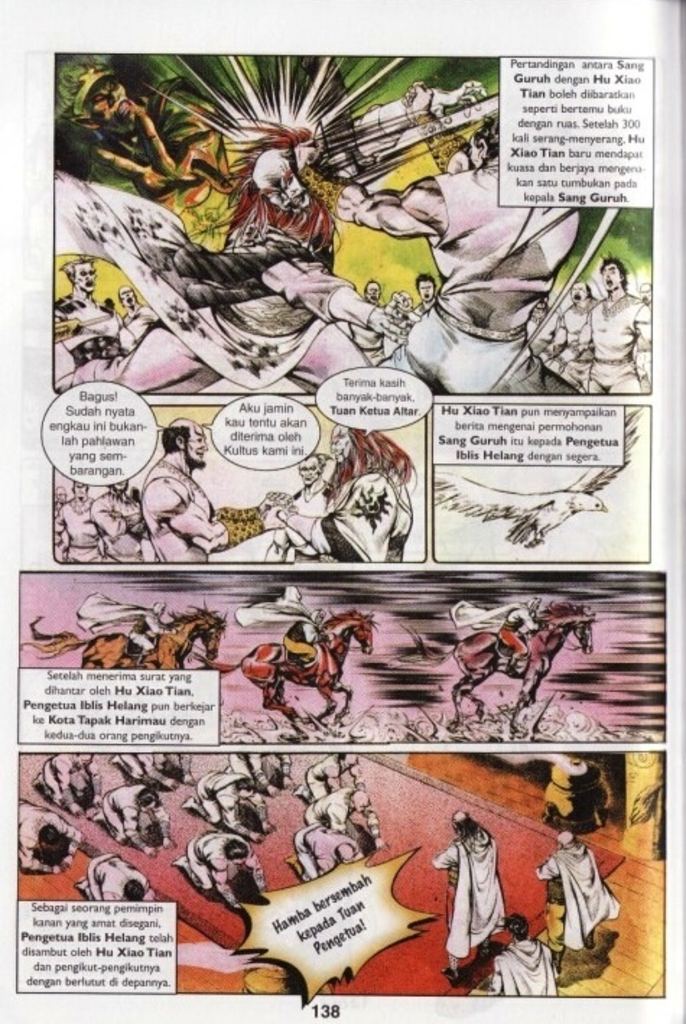 Pertandingan antara Sang
Guruh dengan Hu Xiao
Tian boleh diibaratkan
seperti bertemu buku
dengan ruas. Setelah 300
kali serang-menyerang, Hu
Xiao Tian baru mendapat
kuasa dan berjaya mengena-
kan satu tumbukan pada
kepala Sang Guruh.
Bagus!
Sudah nyata
engkau ini bukan-
lah pahlawan
yang sem-
barangan.
Aku jamin
kau tentu akan
diterima oleh
Kultus kami ini.
Terima kasih
banyak-banyak,
Tuan Ketua Altar.
Hu Xiao Tian pun menyampaikan
berita mengenai permohonan
Sang Guruh itu kepada Pengetua
Iblis Helang dengan segera.
Setelah menerima surat yang
dihantar oleh Hu Xiao Tian,
Pengetua Iblis Helang pun berkejar
ke Kota Tapak Harimau dengan
kedua-dua orang pengikutnya.
Sebagai seorang pemimpin
kanan yang amat disegani,
Pengetua Iblis Helang telah
disambut oleh Hu Xiao Tian
dan pengikut-pengikutnya
dengan berlutut di depannya.
Hamba bersembah
kepada Tuan
Pengetua!
138